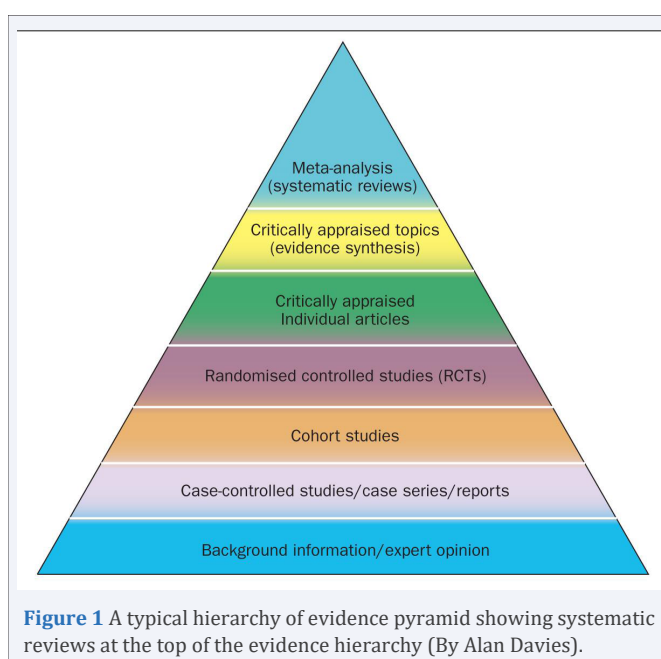 Meta-analysis
(systematic reviews)
Critically appraised topics
(evidence synthesis)
Critically appraised
Individual articles
Randomised controlled studies (RCTs)
Cohort studies
Case-controlled studies/case series/reports
Background information/expert opinion
Figure 1 A typical hierarchy of evidence pyramid showing systematic
reviews at the top of the evidence hierarchy (By Alan Davies).